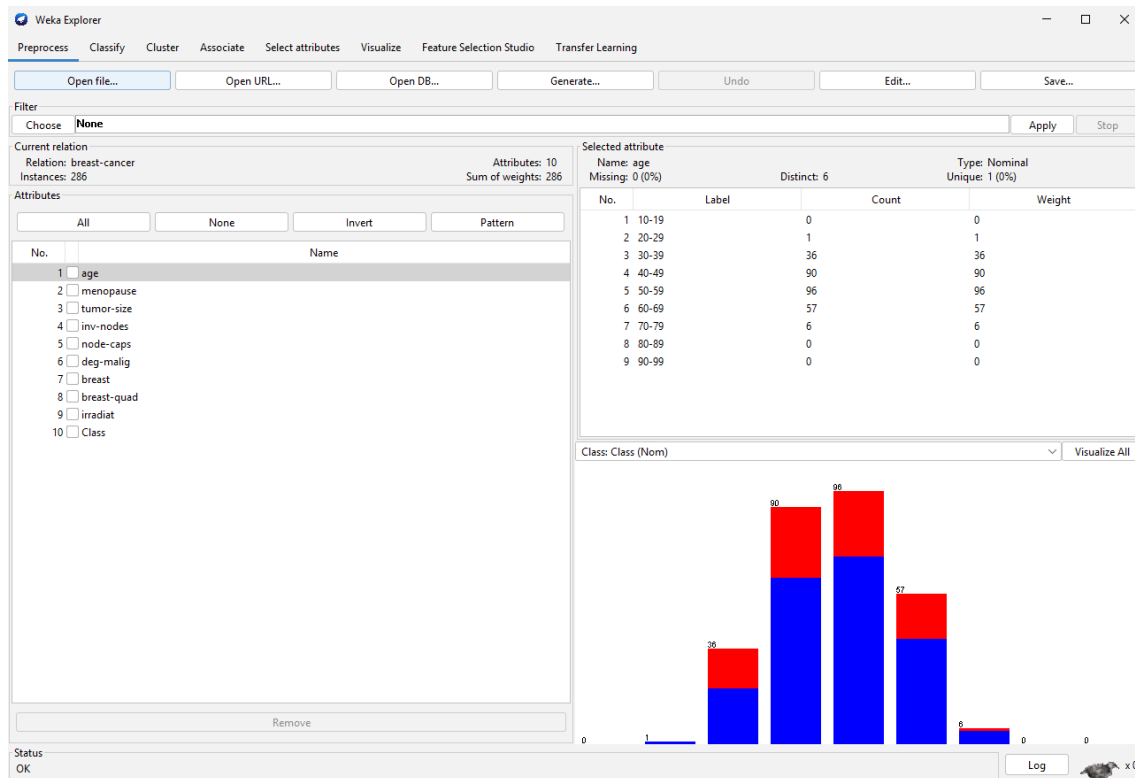 Weka Explorer
Preprocess Classify Cluster Associate Select attributes Visualize Feature Selection Studio Transfer Learning
Open file... Open URL... Open DB... Generate... Undo Edit... Save...
Filter
Choose None Apply Stop
Current relation
Relation: breast-cancer Attributes: 10
Instances: 286 Sum of weights: 286
Attributes
All None Invert Pattern
No. Name
1 age
2 menopause
3 tumor-size
4 inv-nodes
5 node-caps
6 deg-malig
7 breast
8 breast-quad
9 irradiat
10 Class
Remove
Selected attribute
Name: age Type: Nominal
Missing: 0 (0%) Distinct: 6 Unique: 1 (0%)
No. Label Count Weight
1 10-19 0 0
2 20-29 1 1
3 30-39 36 36
4 40-49 90 90
5 50-59 96 96
6 60-69 57 57
7 70-79 6 6
8 80-89 0 0
9 90-99 0 0
Class: Class (Nom) Visualize All
0 1 36 90 96 57 6 0 0
Status
OK Log x 0